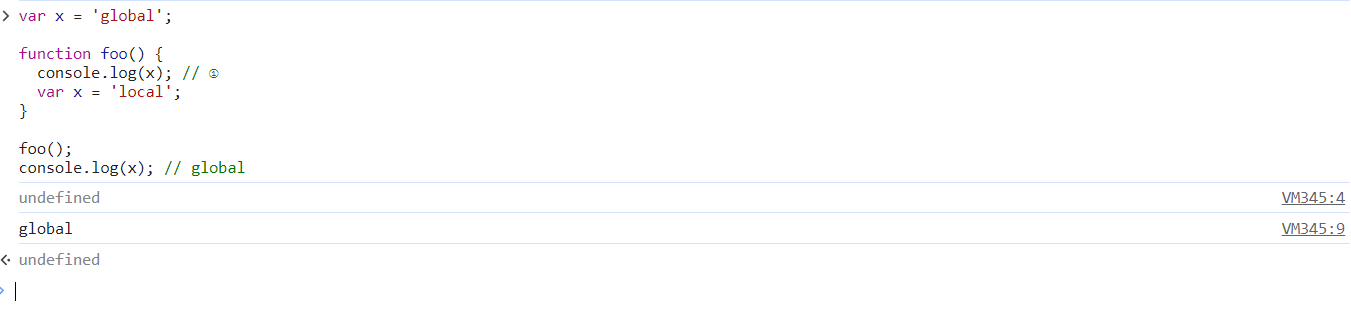 var x = 'global';
function foo() {
  console.log(x); // ①
  var x = 'local';
}
foo();
console.log(x); // global
undefined VM345:4
global VM345:9
undefined